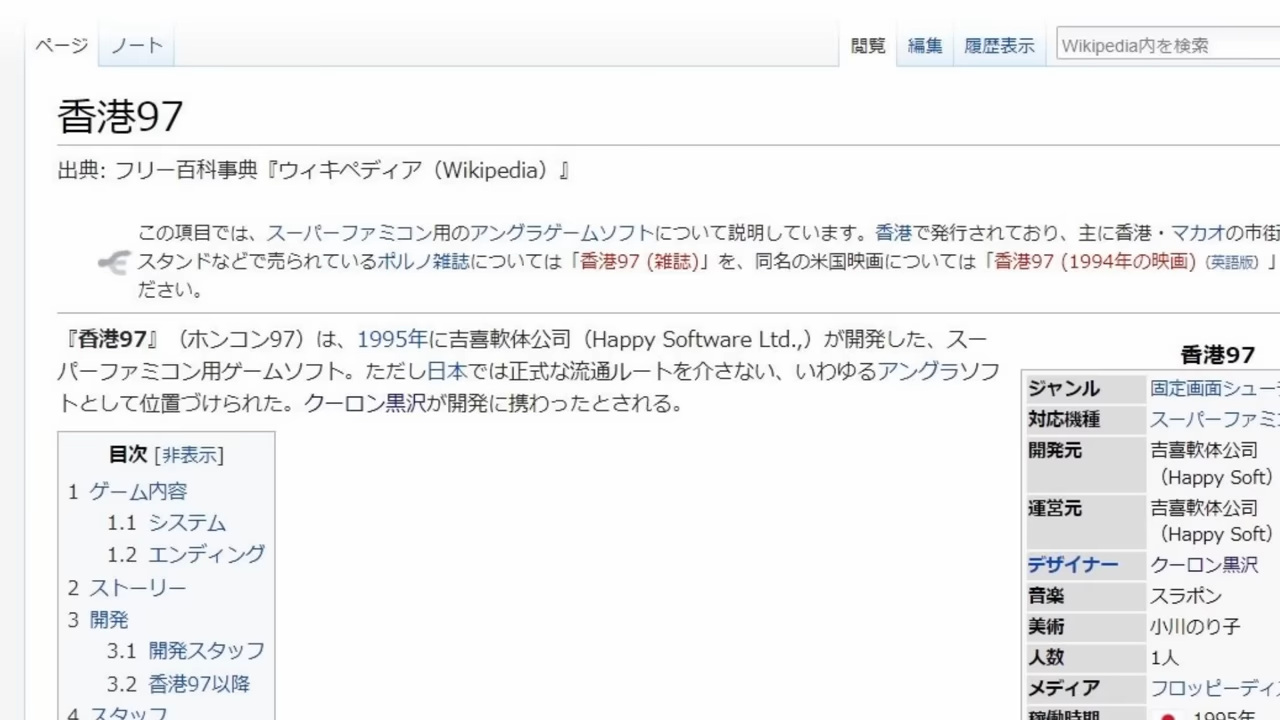 ページ ノート 閲覧 編集 履歴表示 Wikipedia内を検索
香港97
出典: フリー百科事典『ウィキペディア（Wikipedia）』
この項目では、スーパーファミコン用のアングラゲームソフトについて説明しています。香港で発行されており、主に香港・マカオの市街
スタンドなどで売られているポルノ雑誌については「香港97 (雑誌)」を、同名の米国映画については「香港97 (1994年の映画)（英語版）」
ださい。
『香港97』（ホンコン97）は、1995年に吉喜軟体公司（Happy Software Ltd.,）が開発した、スー
パーファミコン用ゲームソフト。ただし日本では正式な流通ルートを介さない、いわゆるアングラソフ
トとして位置づけられた。クーロン黒沢が開発に携わったとされる。
目次 [非表示]
1 ゲーム内容
1.1 システム
1.2 エンディング
2 ストーリー
3 開発
3.1 開発スタッフ
3.2 香港97以降
4 スタッフ
香港97
ジャンル 固定画面シュー
対応機種 スーパーファミ
開発元 吉喜軟体公司
（Happy Soft）
運営元 吉喜軟体公司
（Happy Soft）
デザイナー クーロン黒沢
音楽 スラポン
美術 小川のり子
人数 1人
メディア フロッピーディ
稼働時期 1995年